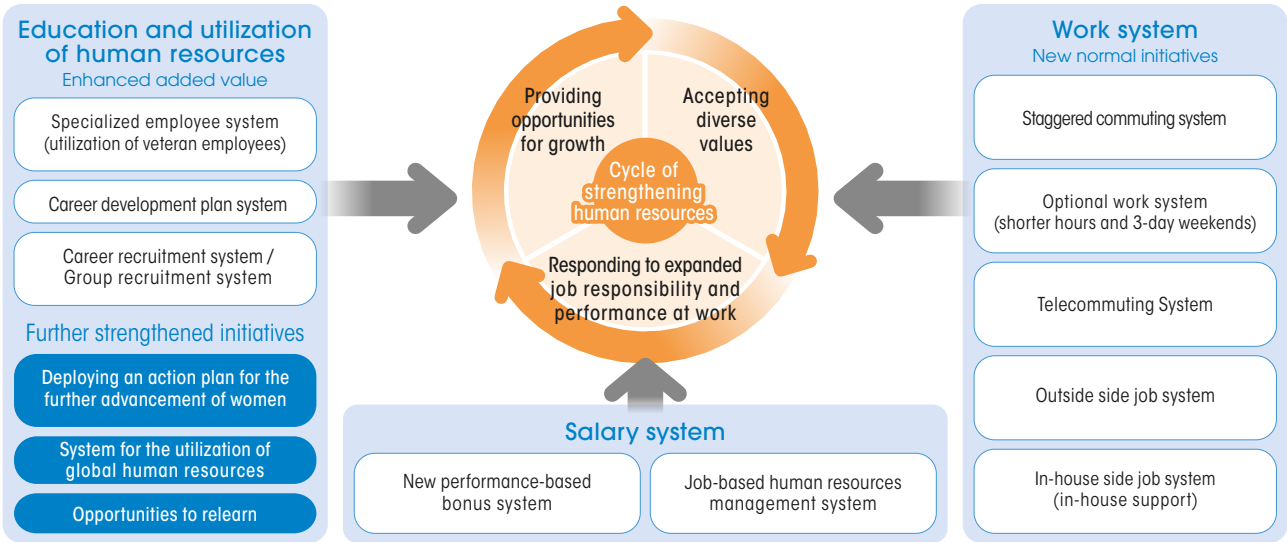 Education and utilization
of human resources
Enhanced added value
Specialized employee system
(utilization of veteran employees)
Career development plan system
Career recruitment system /
Group recruitment system
Further strengthened initiatives
Deploying an action plan for the
further advancement of women
System for the utilization of
global human resources
Opportunities to relearn
Providing
opportunities
for growth
Accepting
diverse
values
Cycle of
strengthening
human resources
Responding to expanded
job responsibility and
performance at work
Salary system
New performance-based
bonus system
Job-based human resources
management system
Work system
New normal initiatives
Staggered commuting system
Optional work system
(shorter hours and 3-day weekends)
Telecommuting System
Outside side job system
In-house side job system
(in-house support)